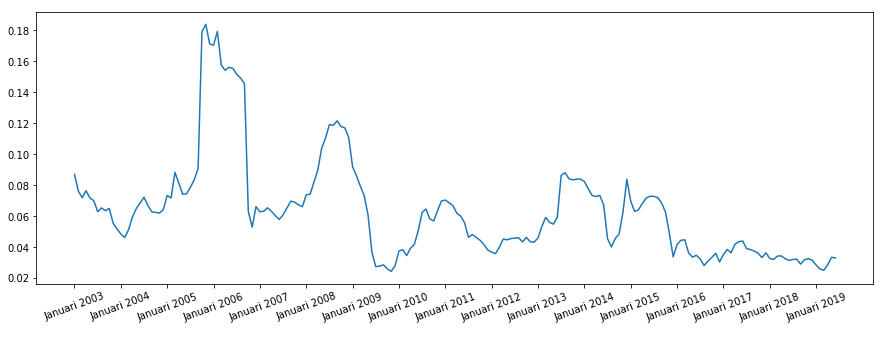 0.18
0.16
0.14
0.12
0.10
0.08
0.06
0.04
0.02
Januari 2003
Januari 2004
Januari 2005
Januari 2006
Januari 2007
Januari 2008
Januari 2009
Januari 2010
Januari 2011
Januari 2012
Januari 2013
Januari 2014
Januari 2015
Januari 2016
Januari 2017
Januari 2018
Januari 2019